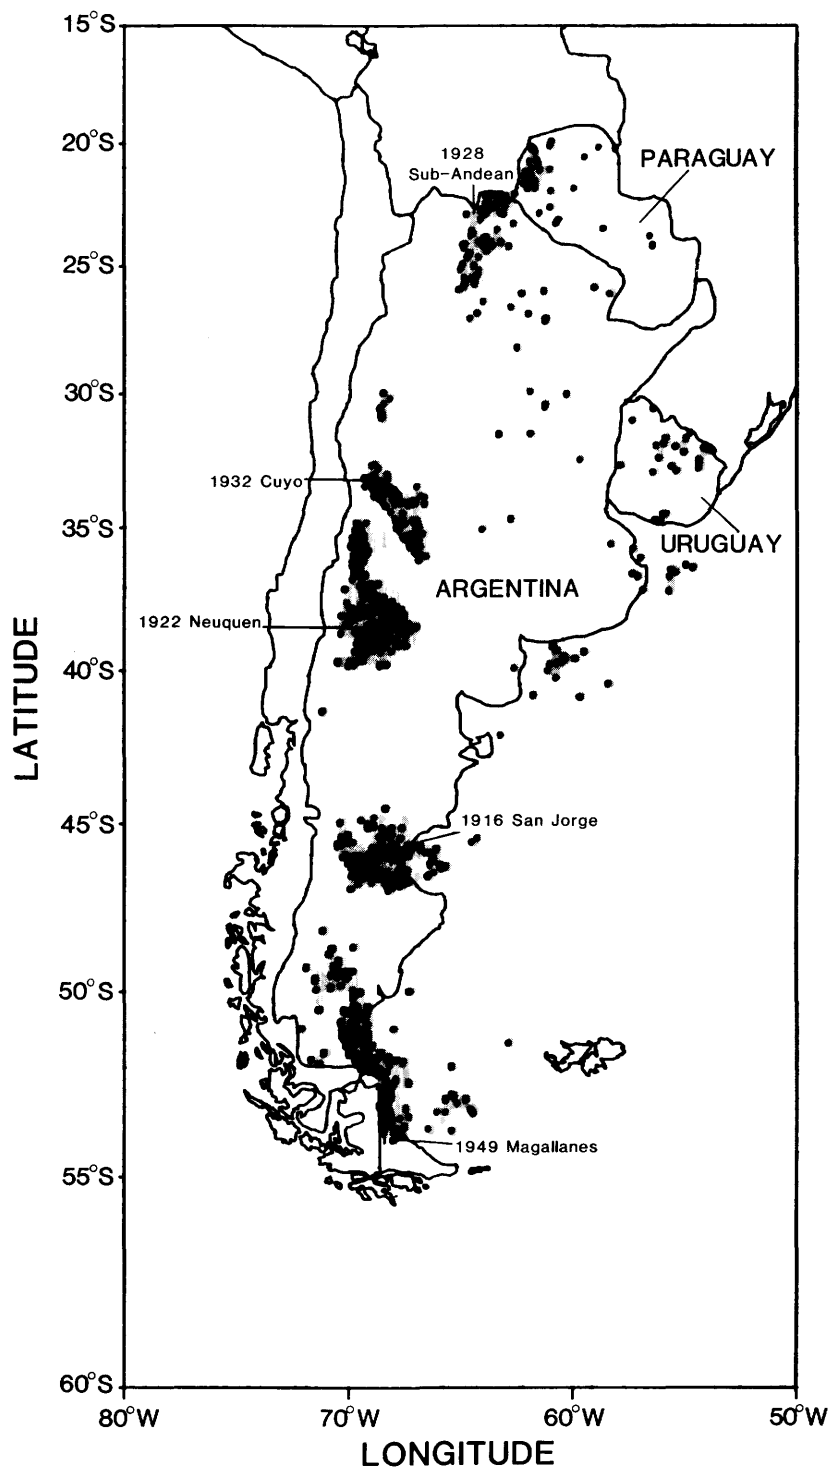 15°S
20°S
1928
Sub-Andean
PARAGUAY
25°S
30°S
1932 Cuyo
35°S
URUGUAY
ARGENTINA
1922 Neuquen
40°S
LATITUDE
45°S
1916 San Jorge
50°S
1949 Magallanes
55°S
60°S
80°W
70°W
60°W
50°W
LONGITUDE